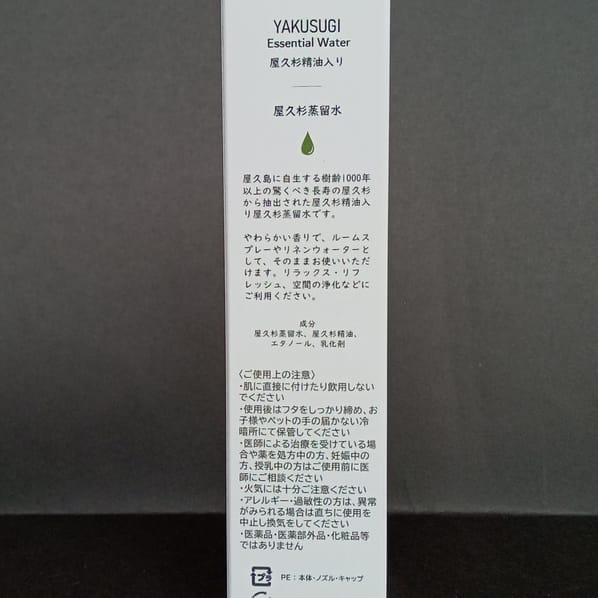 YAKUSUGI
Essential Water
屋久杉精油入り
屋久杉蒸留水
屋久島に自生する樹齢1000年
以上の驚くべき長寿の屋久杉
から抽出された屋久杉精油入
り屋久杉蒸留水です。
やわらかい香りで、ルームス
プレーやリネンウォーターと
して、そのままお使いいただ
けます。リラックス・リフ
レッシュ、空間の浄化などに
ご利用ください。
成分
屋久杉蒸留水、屋久杉精油、
エタノール、乳化剤
〈ご使用上の注意〉
・肌に直接に付けたり飲用しない
でください
・使用後はフタをしっかり締め、お
子様やペットの手の届かない冷
暗所にて保管してください
・医師による治療を受けている場
合や薬を処方中の方、妊娠中の
方、授乳中の方はご使用前に医
師にご相談ください
・火気には十分ご注意ください
・アレルギー・過敏性の方は、異常
がみられる場合は直ちに使用を
中止し換気をしてください
・医薬品・医薬部外品・化粧品等
ではありません
プラ PE：本体・ノズル・キャップ